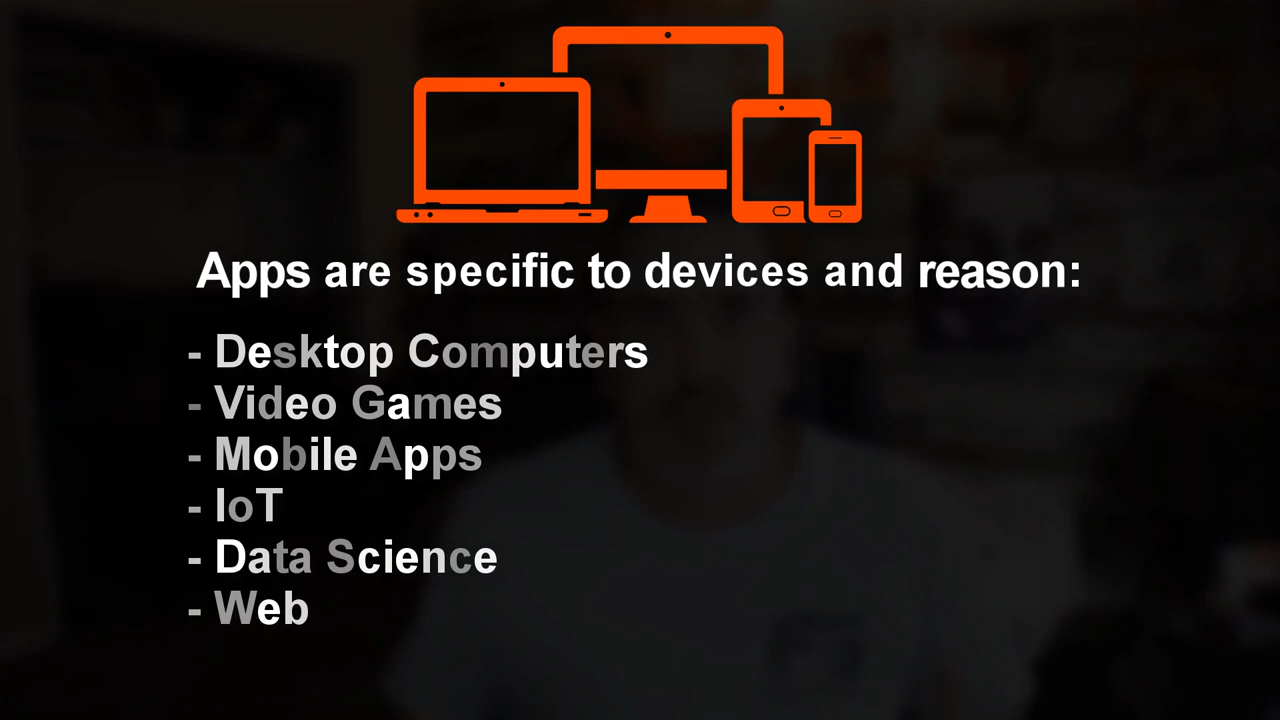 Apps are specific to devices and reason:
- Desktop Computers
- Video Games
- Mobile Apps
- IoT
- Data Science
- Web